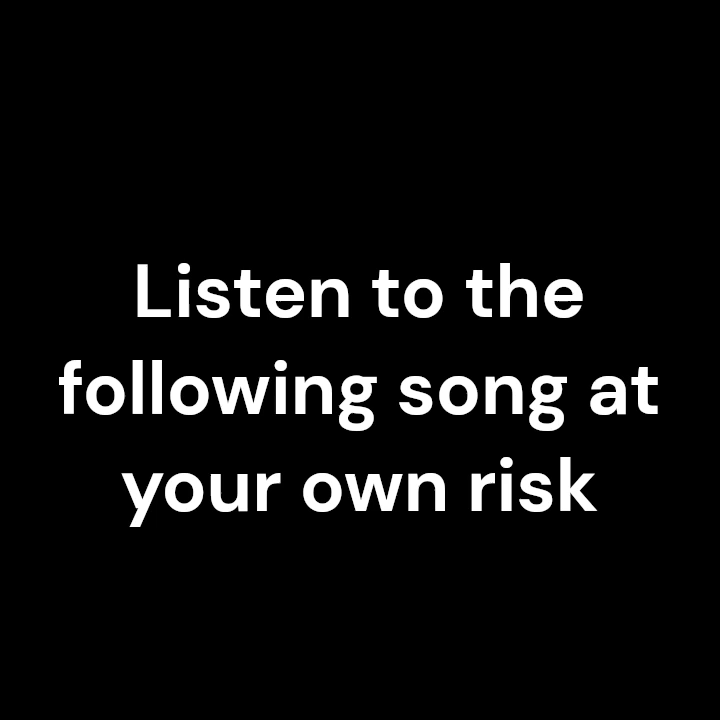 Listen to the
following song at
your own risk